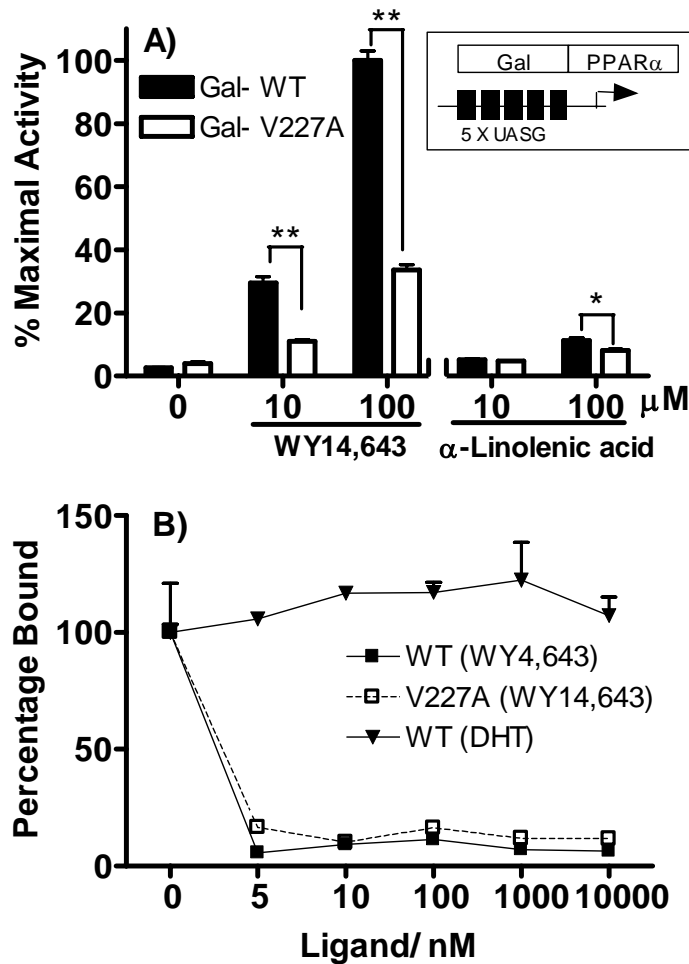 A)
Gal- WT
Gal- V227A
**
**
*
Gal PPARα
5 X UASG
% Maximal Activity
100
80
60
40
20
0
0 10 100 10 100 μM
WY14,643 α-Linolenic acid
B)
WT (WY4,643)
V227A (WY14,643)
WT (DHT)
Percentage Bound
150
100
50
0
0 5 10 100 1000 10000
Ligand/ nM